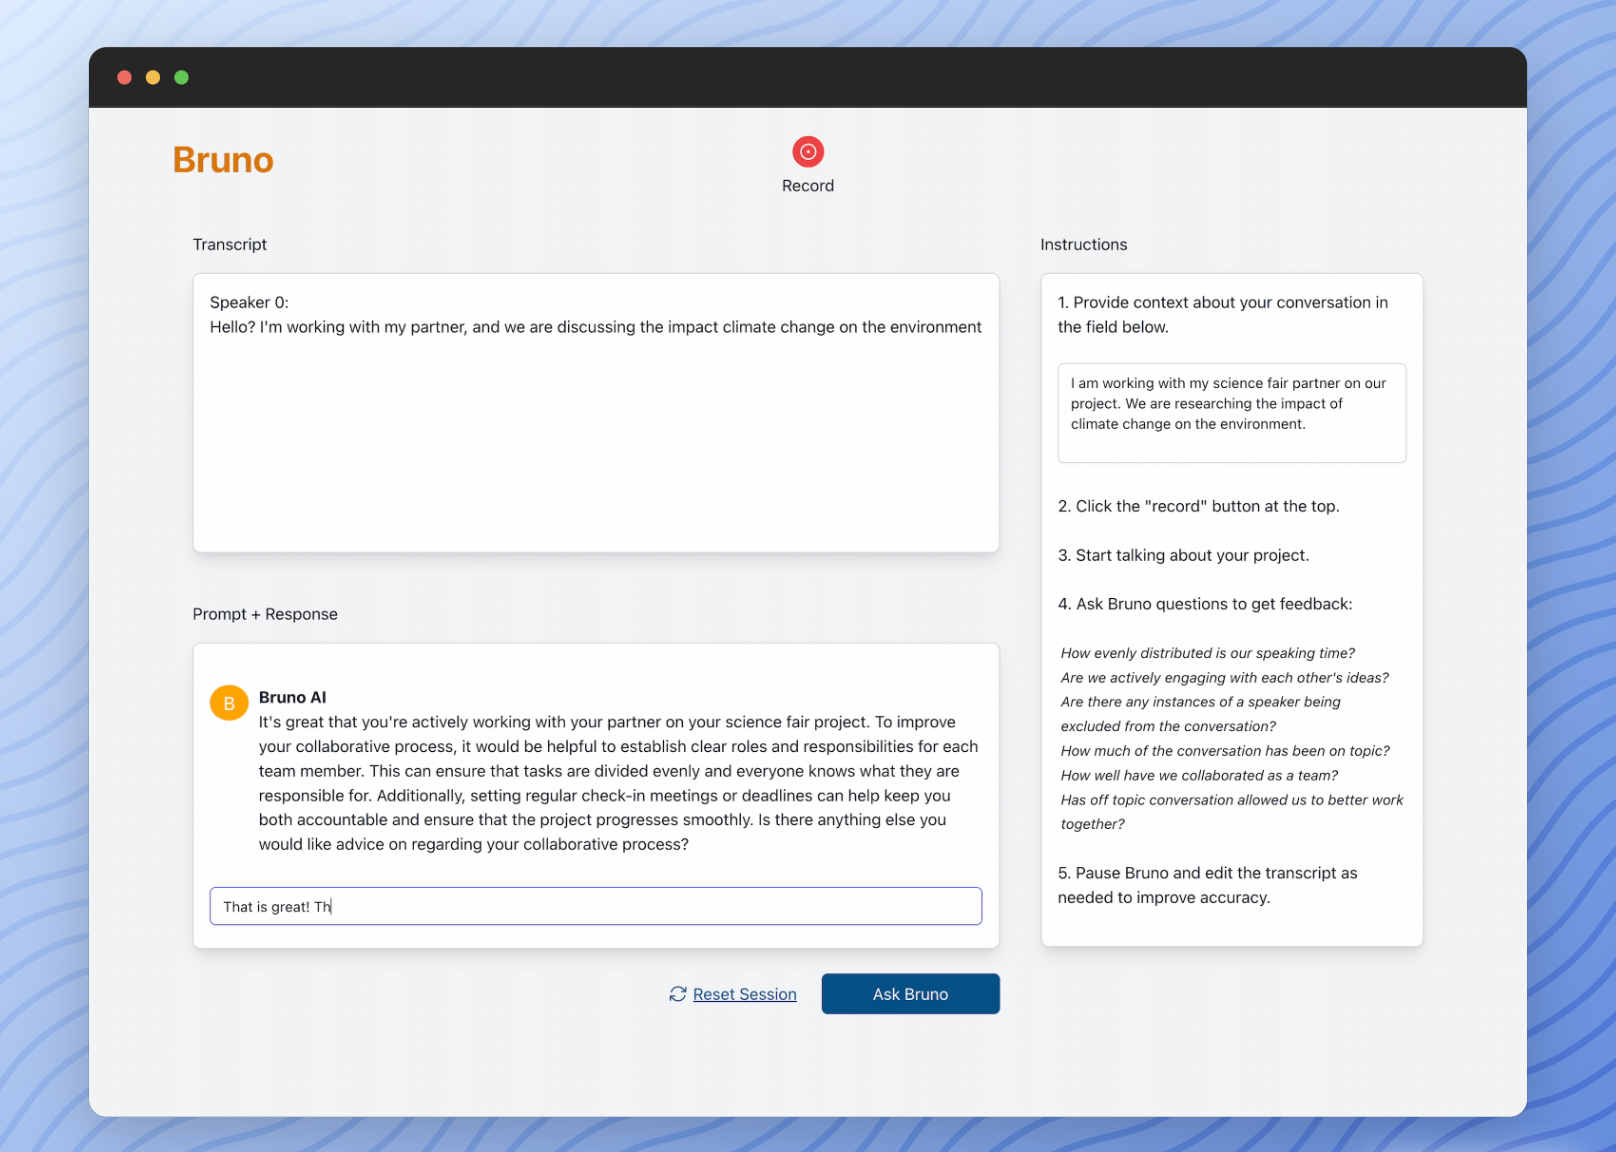 Bruno
Record
Transcript
Speaker 0:
Hello? I'm working with my partner, and we are discussing the impact climate change on the environment
Prompt + Response
B
Bruno AI
It's great that you're actively working with your partner on your science fair project. To improve
your collaborative process, it would be helpful to establish clear roles and responsibilities for each
team member. This can ensure that tasks are divided evenly and everyone knows what they are
responsible for. Additionally, setting regular check-in meetings or deadlines can help keep you
both accountable and ensure that the project progresses smoothly. Is there anything else you
would like advice on regarding your collaborative process?
That is great! Th
Reset Session
Ask Bruno
Instructions
1. Provide context about your conversation in
the field below.
I am working with my science fair partner on our
project. We are researching the impact of
climate change on the environment.
2. Click the "record" button at the top.
3. Start talking about your project.
4. Ask Bruno questions to get feedback:
How evenly distributed is our speaking time?
Are we actively engaging with each other's ideas?
Are there any instances of a speaker being
excluded from the conversation?
How much of the conversation has been on topic?
How well have we collaborated as a team?
Has off topic conversation allowed us to better work
together?
5. Pause Bruno and edit the transcript as
needed to improve accuracy.